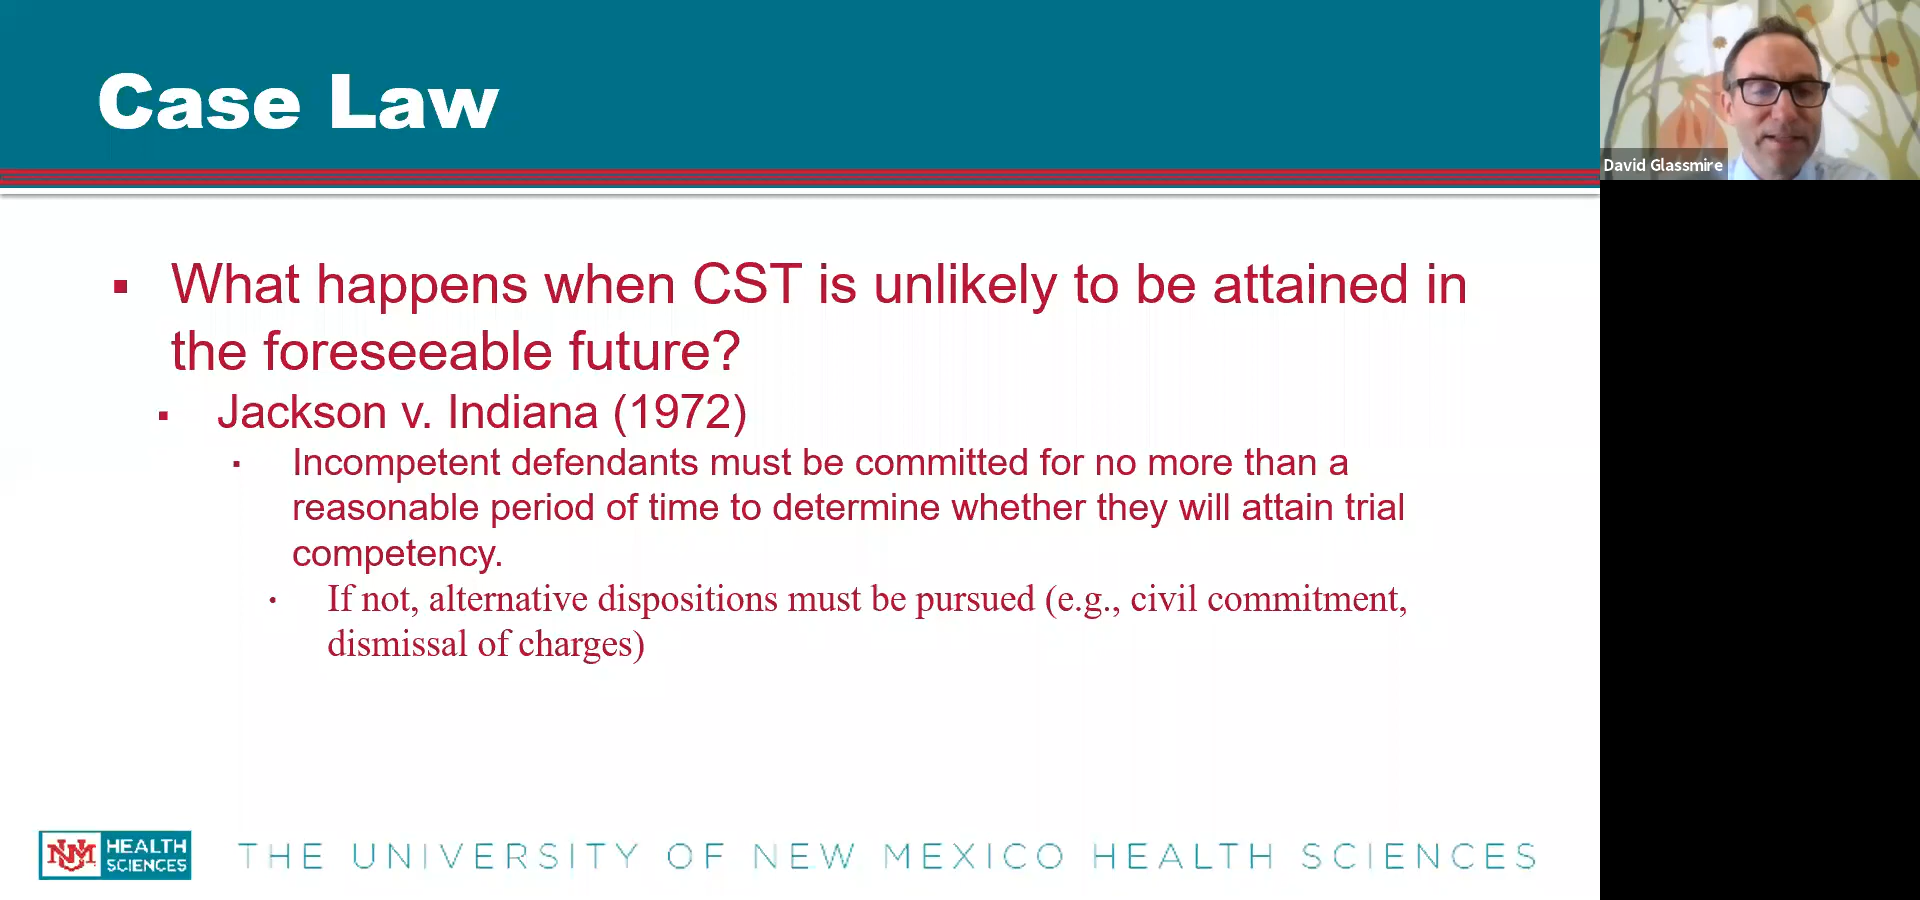 Case Law
David Glassmire
▪ What happens when CST is unlikely to be attained in
the foreseeable future?
▪ Jackson v. Indiana (1972)
▪ Incompetent defendants must be committed for no more than a
reasonable period of time to determine whether they will attain trial
competency.
• If not, alternative dispositions must be pursued (e.g., civil commitment,
dismissal of charges)
UNM HEALTH
SCIENCES
THE UNIVERSITY OF NEW MEXICO HEALTH SCIENCES